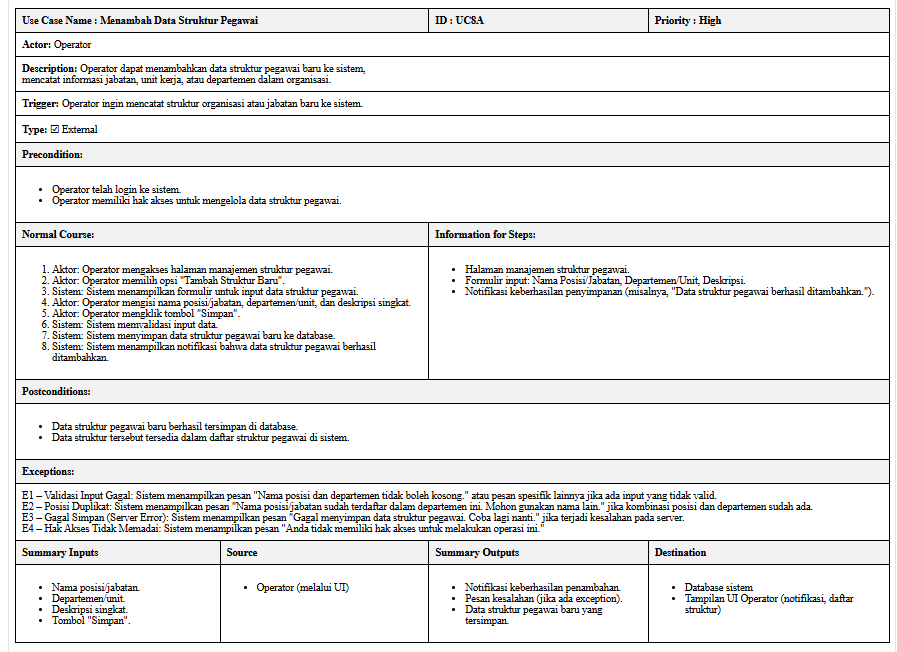 Use Case Name : Menambah Data Struktur Pegawai
ID : UC8A
Priority : High
Actor: Operator
Description: Operator dapat menambahkan data struktur pegawai baru ke sistem,
mencatat informasi jabatan, unit kerja, atau departemen dalam organisasi.
Trigger: Operator ingin mencatat struktur organisasi atau jabatan baru ke sistem.
Type: ☑ External
Precondition:
• Operator telah login ke sistem.
• Operator memiliki hak akses untuk mengelola data struktur pegawai.
Normal Course:
1. Aktor: Operator mengakses halaman manajemen struktur pegawai.
2. Aktor: Operator memilih opsi "Tambah Struktur Baru".
3. Sistem: Sistem menampilkan formulir untuk input data struktur pegawai.
4. Aktor: Operator mengisi nama posisi/jabatan, departemen/unit, dan deskripsi singkat.
5. Aktor: Operator mengklik tombol "Simpan".
6. Sistem: Sistem memvalidasi input data.
7. Sistem: Sistem menyimpan data struktur pegawai baru ke database.
8. Sistem: Sistem menampilkan notifikasi bahwa data struktur pegawai berhasil
ditambahkan.
Information for Steps:
• Halaman manajemen struktur pegawai.
• Formulir input: Nama Posisi/Jabatan, Departemen/Unit, Deskripsi.
• Notifikasi keberhasilan penyimpanan (misalnya, "Data struktur pegawai berhasil ditambahkan.").
Postconditions:
• Data struktur pegawai baru berhasil tersimpan di database.
• Data struktur tersebut tersedia dalam daftar struktur pegawai di sistem.
Exceptions:
E1 – Validasi Input Gagal: Sistem menampilkan pesan "Nama posisi dan departemen tidak boleh kosong." atau pesan spesifik lainnya jika ada input yang tidak valid.
E2 – Posisi Duplikat: Sistem menampilkan pesan "Nama posisi/jabatan sudah terdaftar dalam departemen ini. Mohon gunakan nama lain." jika kombinasi posisi dan departemen sudah ada.
E3 – Gagal Simpan (Server Error): Sistem menampilkan pesan "Gagal menyimpan data struktur pegawai. Coba lagi nanti." jika terjadi kesalahan pada server.
E4 – Hak Akses Tidak Memadai: Sistem menampilkan pesan "Anda tidak memiliki hak akses untuk melakukan operasi ini."
Summary Inputs
• Nama posisi/jabatan.
• Departemen/unit.
• Deskripsi singkat.
• Tombol "Simpan".
Source
• Operator (melalui UI)
Summary Outputs
• Notifikasi keberhasilan penambahan.
• Pesan kesalahan (jika ada exception).
• Data struktur pegawai baru yang
tersimpan.
Destination
• Database sistem
• Tampilan UI Operator (notifikasi, daftar
struktur)